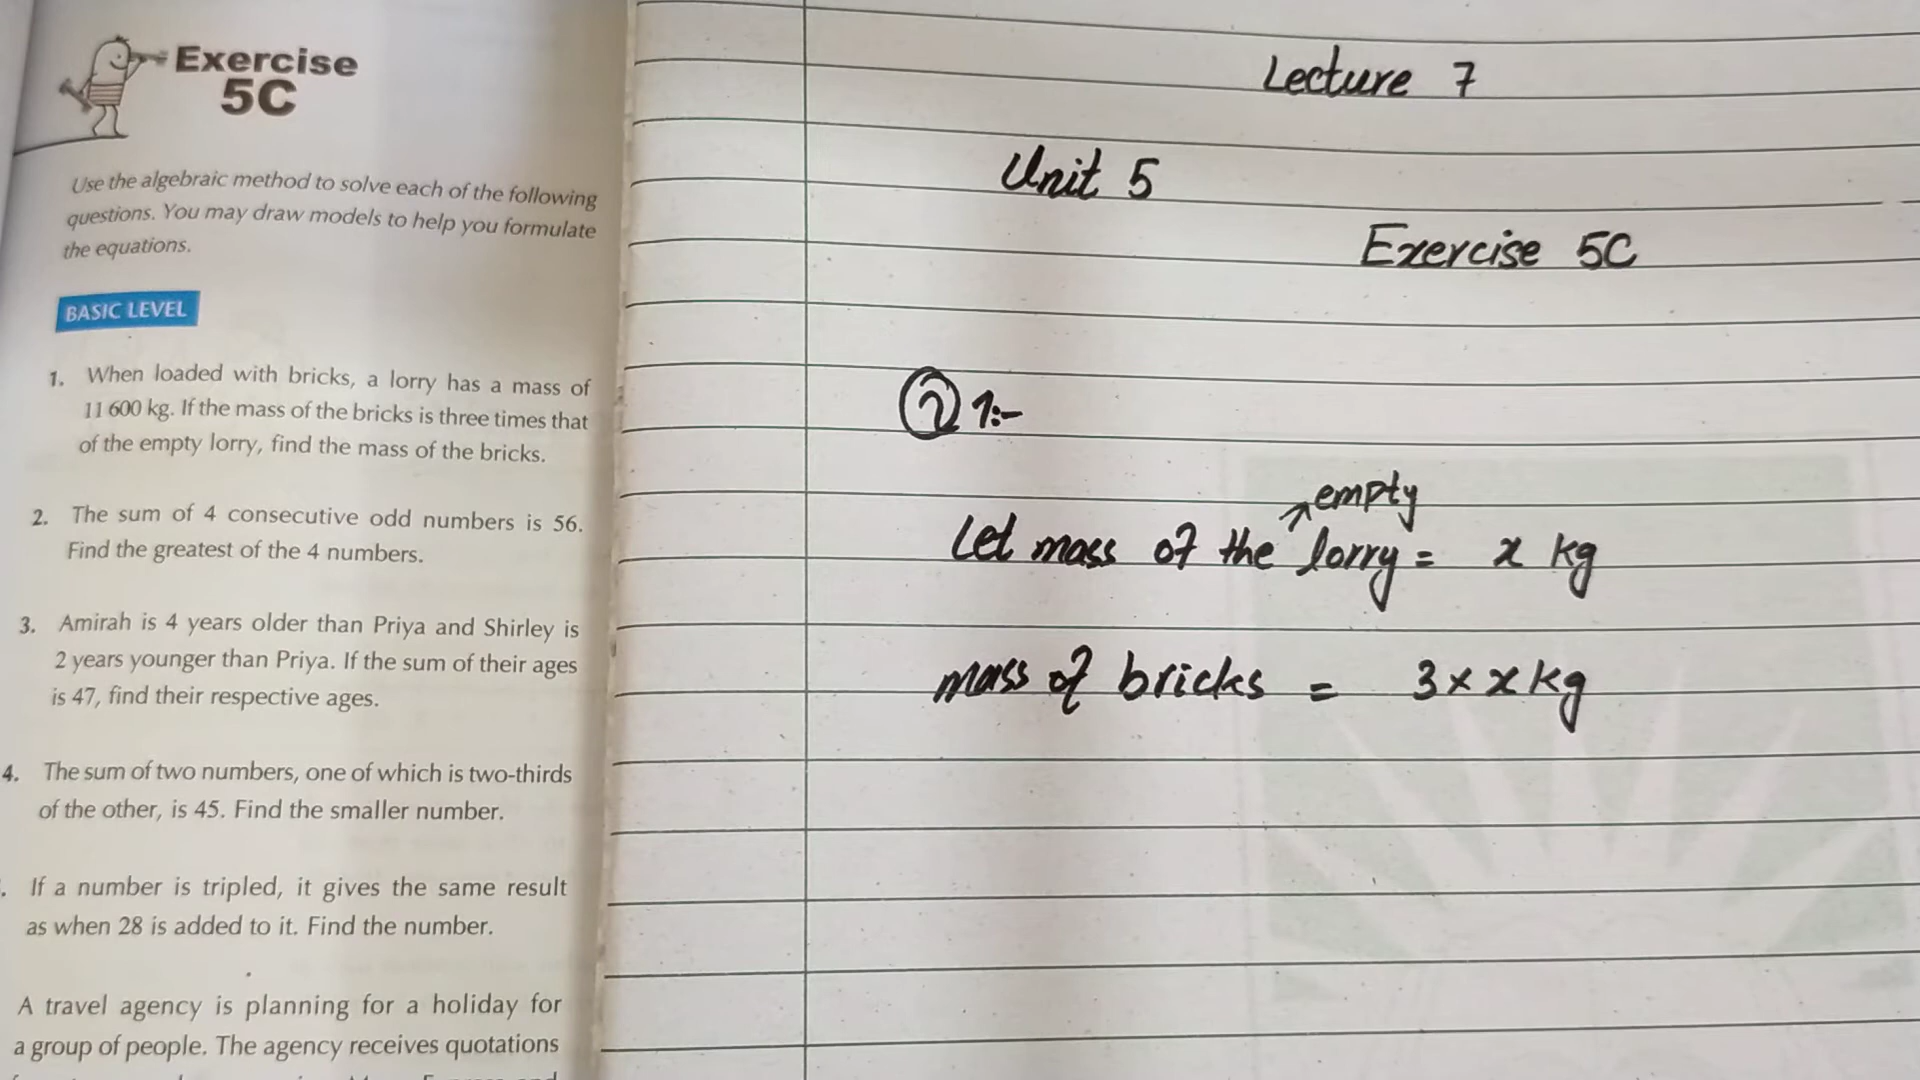 Exercise
5C
Use the algebraic method to solve each of the following
questions. You may draw models to help you formulate
the equations.
BASIC LEVEL
1. When loaded with bricks, a lorry has a mass of
11 600 kg. If the mass of the bricks is three times that
of the empty lorry, find the mass of the bricks.
2. The sum of 4 consecutive odd numbers is 56.
Find the greatest of the 4 numbers.
3. Amirah is 4 years older than Priya and Shirley is
2 years younger than Priya. If the sum of their ages
is 47, find their respective ages.
4. The sum of two numbers, one of which is two-thirds
of the other, is 45. Find the smaller number.
. If a number is tripled, it gives the same result
as when 28 is added to it. Find the number.
A travel agency is planning for a holiday for
a group of people. The agency receives quotations
Lecture 7
Unit 5
Exercise 5C
1:-
empty
Let mass of the lorry = x kg
mass of bricks = 3 × x kg